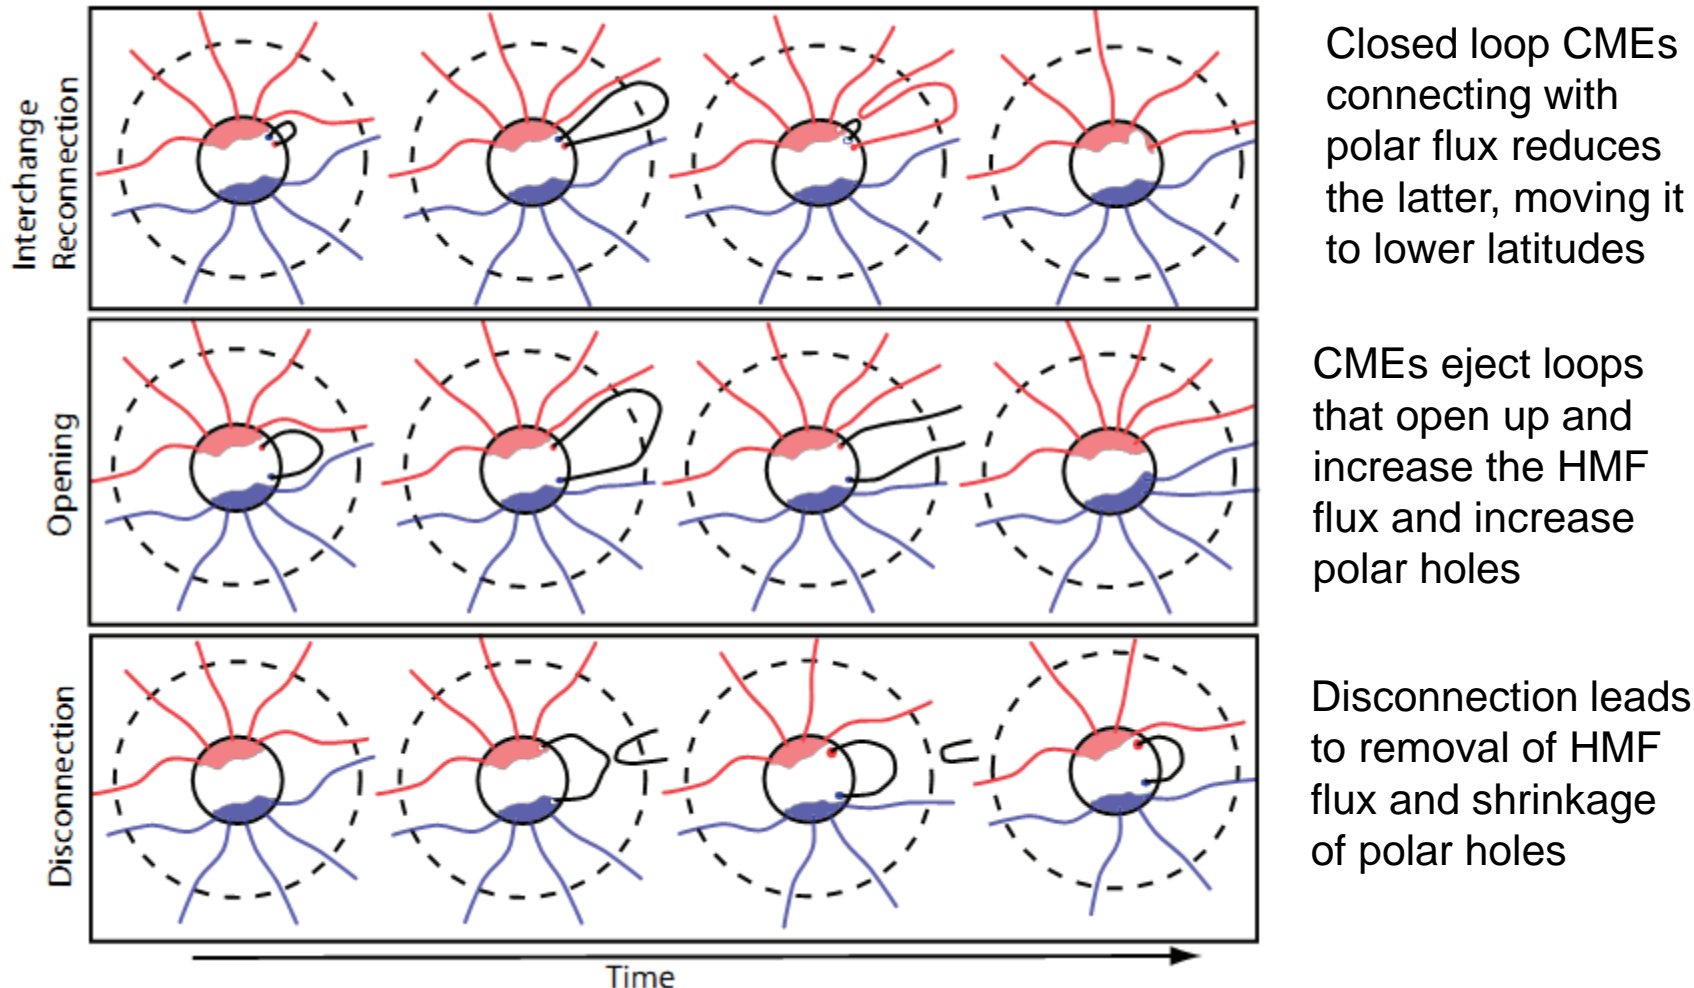 Interchange
Reconnection
Closed loop CMEs
connecting with
polar flux reduces
the latter, moving it
to lower latitudes
Opening
CMEs eject loops
that open up and
increase the HMF
flux and increase
polar holes
Disconnection
Disconnection leads
to removal of HMF
flux and shrinkage
of polar holes
Time